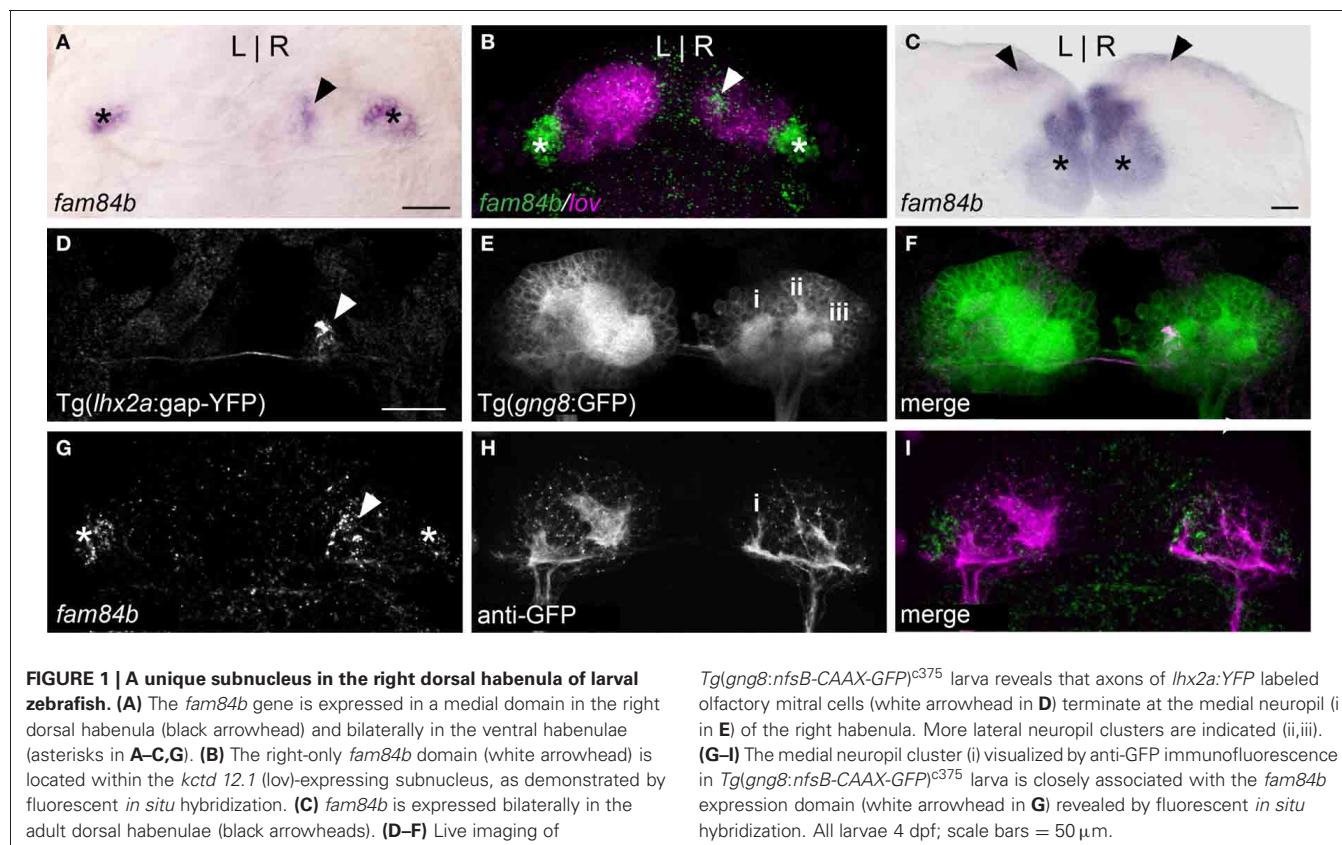 A
L | R
*
*
fam84b
B
L | R
*
*
fam84b/lov
C
L | R
*
*
fam84b
D
Tg(lhx2a:gap-YFP)
E
i
ii
iii
Tg(gng8:GFP)
F
merge
G
*
*
fam84b
H
i
anti-GFP
I
merge
FIGURE 1 | A unique subnucleus in the right dorsal habenula of larval
zebrafish. (A) The fam84b gene is expressed in a medial domain in the right
dorsal habenula (black arrowhead) and bilaterally in the ventral habenulae
(asterisks in A–C,G). (B) The right-only fam84b domain (white arrowhead) is
located within the kctd 12.1 (lov)-expressing subnucleus, as demonstrated by
fluorescent in situ hybridization. (C) fam84b is expressed bilaterally in the
adult dorsal habenulae (black arrowheads). (D–F) Live imaging of
Tg(gng8:nfsB-CAAX-GFP)c375 larva reveals that axons of lhx2a:YFP labeled
olfactory mitral cells (white arrowhead in D) terminate at the medial neuropil (i
in E) of the right habenula. More lateral neuropil clusters are indicated (ii,iii).
(G–I) The medial neuropil cluster (i) visualized by anti-GFP immunofluorescence
in Tg(gng8:nfsB-CAAX-GFP)c375 larva is closely associated with the fam84b
expression domain (white arrowhead in G) revealed by fluorescent in situ
hybridization. All larvae 4 dpf; scale bars = 50 μm.